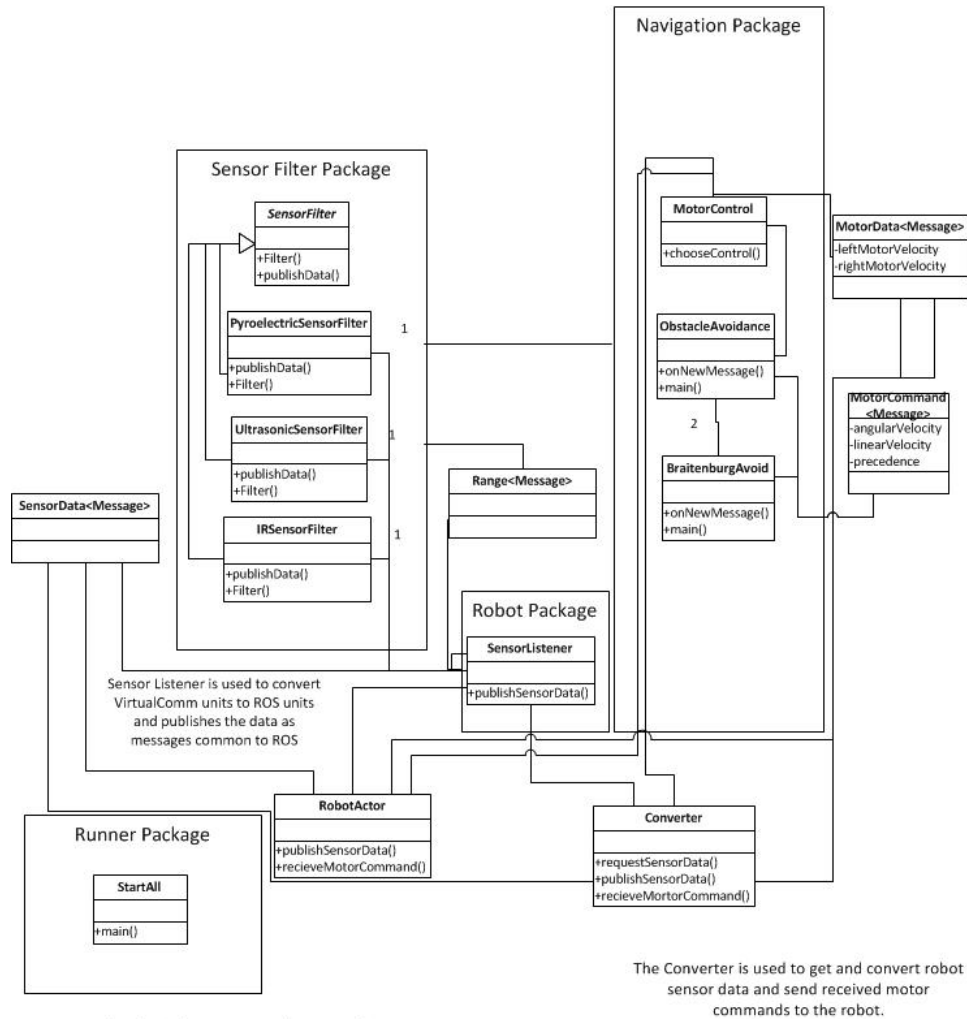 Navigation Package
Sensor Filter Package
SensorFilter
+Filter()
+publishData()
PyroelectricSensorFilter
+publishData()
+Filter()
1
UltrasonicSensorFilter
+publishData()
+Filter()
1
IRSensorFilter
+publishData()
+Filter()
1
MotorControl
+chooseControl()
MotorData<Message>
-leftMotorVelocity
-rightMotorVelocity
ObstacleAvoidance
+onNewMessage()
+main()
2
MotorCommand
<Message>
-angularVelocity
-linearVelocity
-precedence
BraitenburgAvoid
+onNewMessage()
+main()
Range<Message>
SensorData<Message>
Robot Package
SensorListener
+publishSensorData()
Sensor Listener is used to convert
VirtualComm units to ROS units
and publishes the data as
messages common to ROS
RobotActor
+publishSensorData()
+recieveMotorCommand()
Converter
+requestSensorData()
+publishSensorData()
+recieveMortorCommand()
Runner Package
StartAll
+main()
The Converter is used to get and convert robot
sensor data and send received motor
commands to the robot.